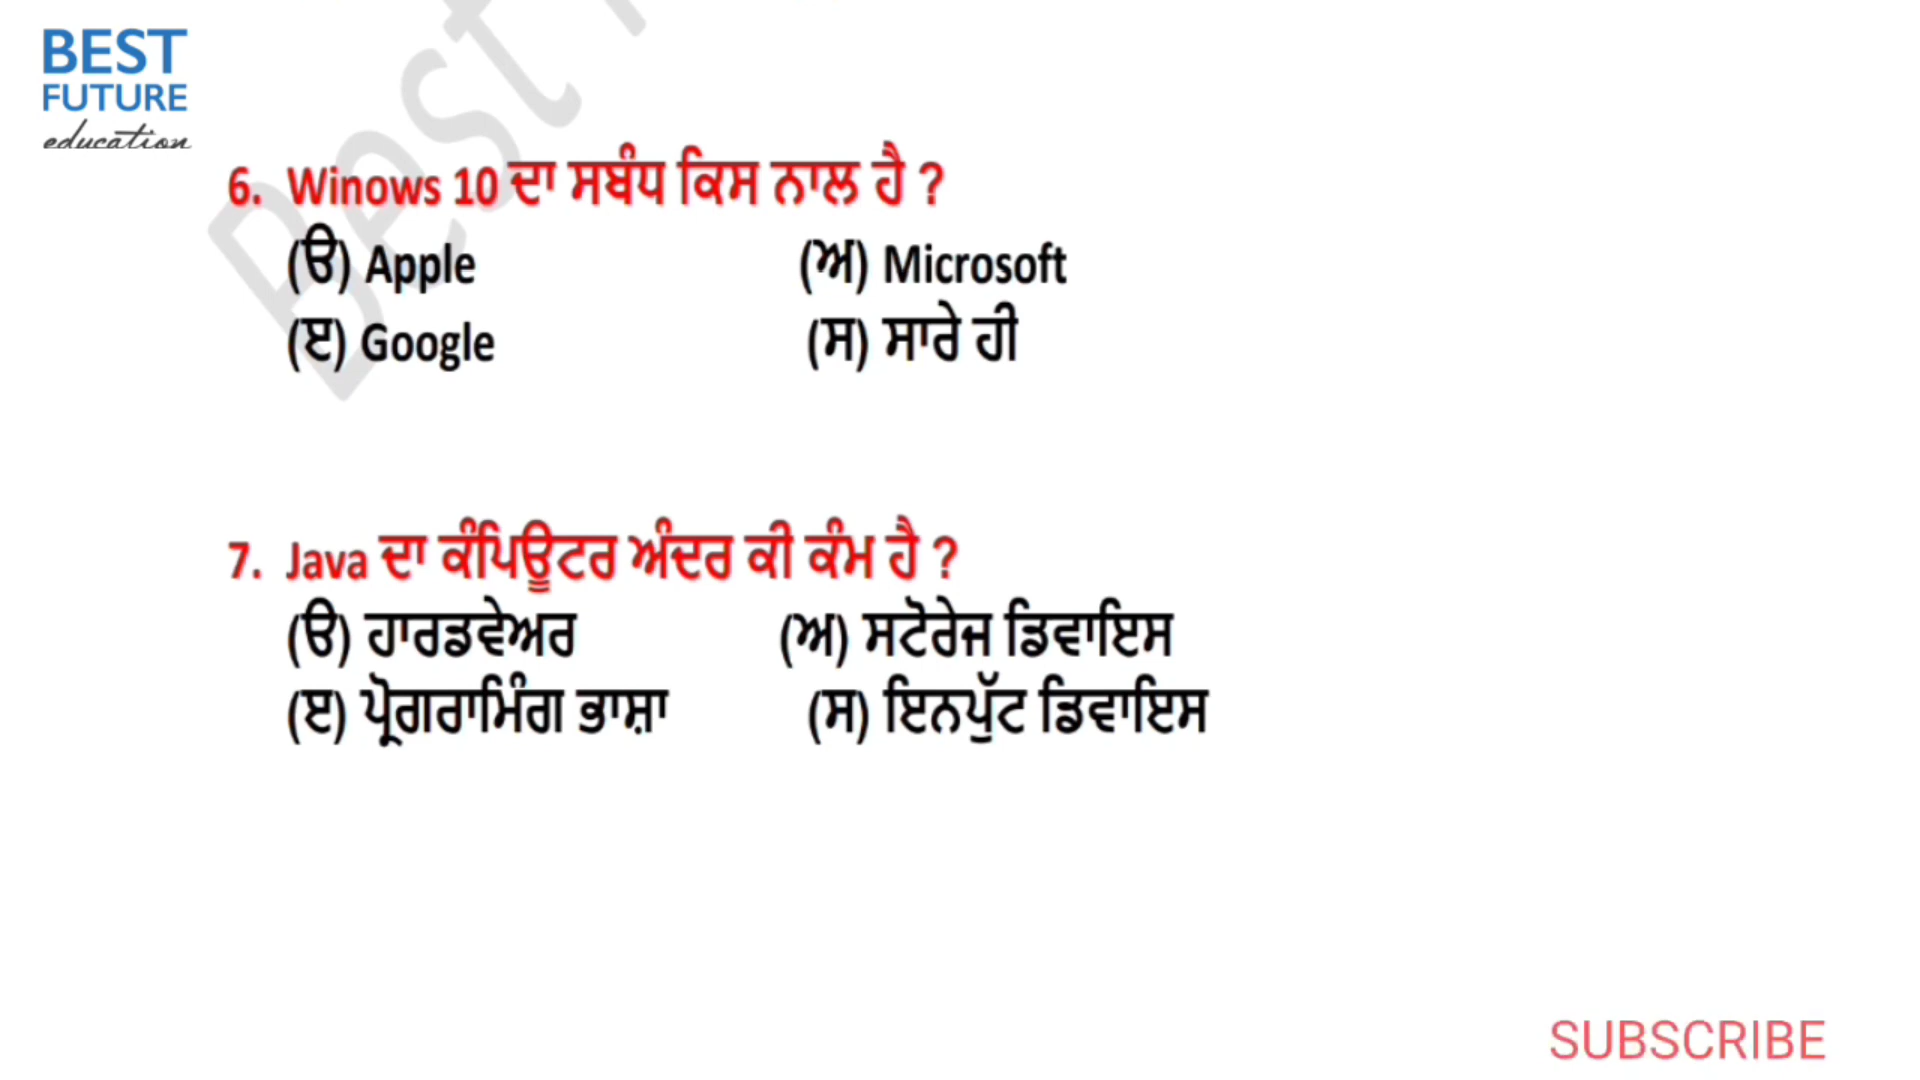 BEST
FUTURE
education
Best
6. Winows 10 ਦਾ ਸਬੰਧ ਕਿਸ ਨਾਲ ਹੈ ?
(ੳ) Apple (ਅ) Microsoft
(ੲ) Google (ਸ) ਸਾਰੇ ਹੀ
7. Java ਦਾ ਕੰਪਿਊਟਰ ਅੰਦਰ ਕੀ ਕੰਮ ਹੈ ?
(ੳ) ਹਾਰਡਵੇਅਰ (ਅ) ਸਟੋਰੇਜ ਡਿਵਾਇਸ
(ੲ) ਪ੍ਰੋਗਰਾਮਿੰਗ ਭਾਸ਼ਾ (ਸ) ਇਨਪੁੱਟ ਡਿਵਾਇਸ
SUBSCRIBE